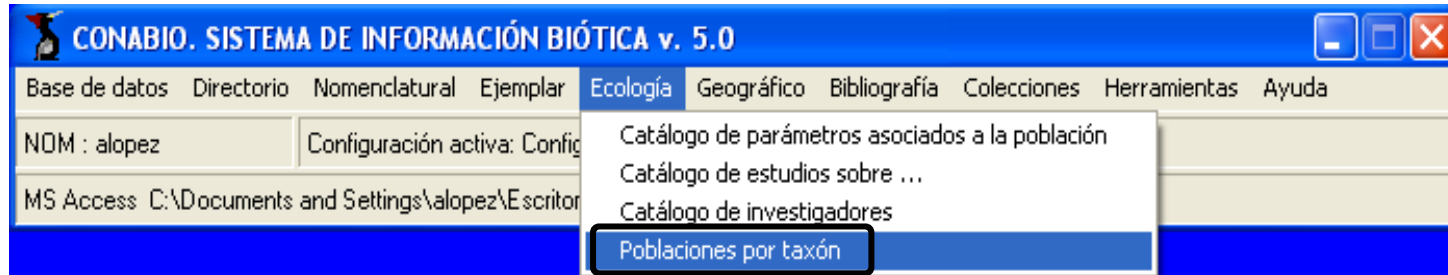 CONABIO. SISTEMA DE INFORMACIÓN BIÓTICA v. 5.0
Base de datos Directorio Nomenclatural Ejemplar Ecología Geográfico Bibliografía Colecciones Herramientas Ayuda
NOM : alopez Configuración activa: Config
Catálogo de parámetros asociados a la población
Catálogo de estudios sobre ...
MS Access C:\Documents and Settings\alopez\Escritor
Catálogo de investigadores
Poblaciones por taxón